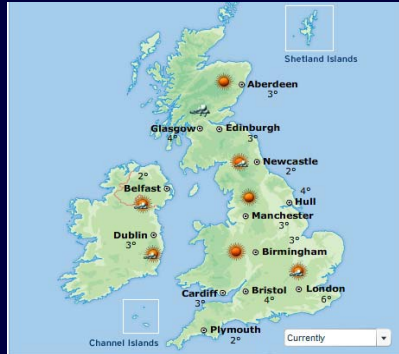 Shetland Islands
Aberdeen
3°
Glasgow
4°
Edinburgh
3°
Newcastle
2°
2°
Belfast
4°
Hull
Manchester
3°
Dublin
3°
3°
Birmingham
Cardiff
3°
Bristol
4°
London
6°
Channel Islands
Plymouth
2°
Currently